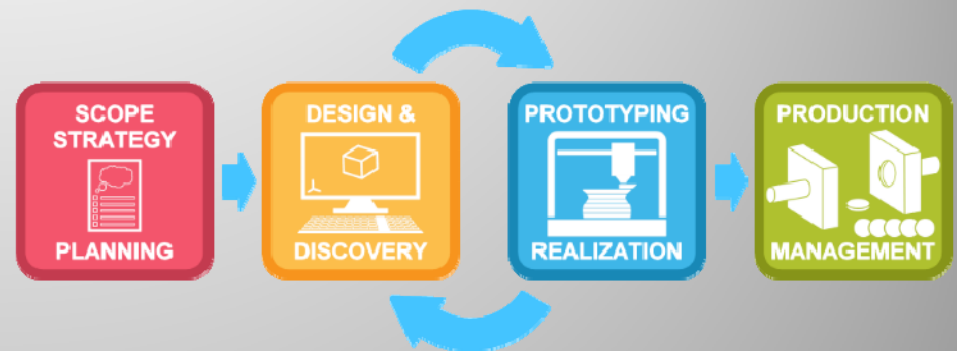 SCOPE
STRATEGY
PLANNING
DESIGN &
DISCOVERY
PROTOTYPING
REALIZATION
PRODUCTION
MANAGEMENT